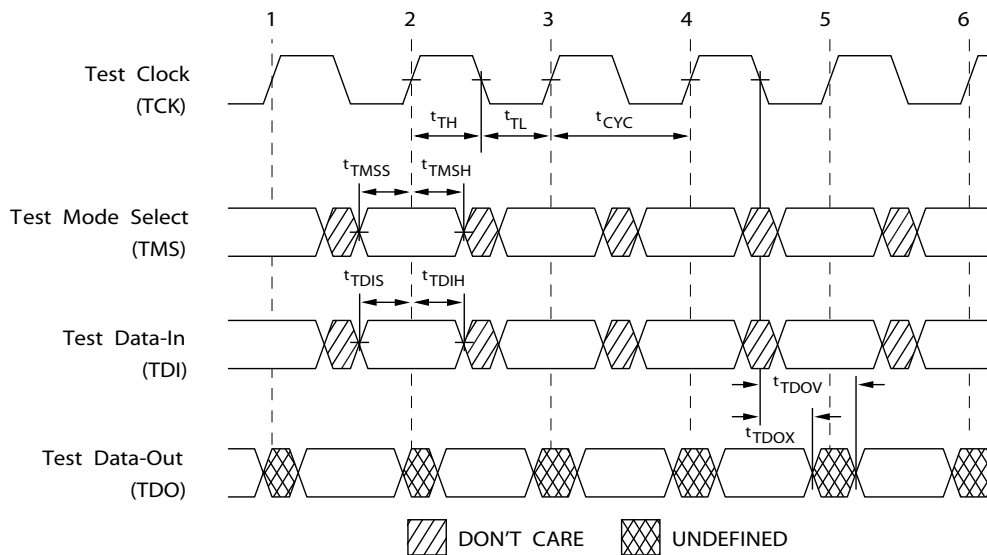 1 2 3 4 5 6
Test Clock
(TCK)
tTH tTL tCYC
tTMSS tTMSH
Test Mode Select
(TMS)
tTDIS tTDIH
Test Data-In
(TDI)
tTDOV
tTDOX
Test Data-Out
(TDO)
DON'T CARE UNDEFINED